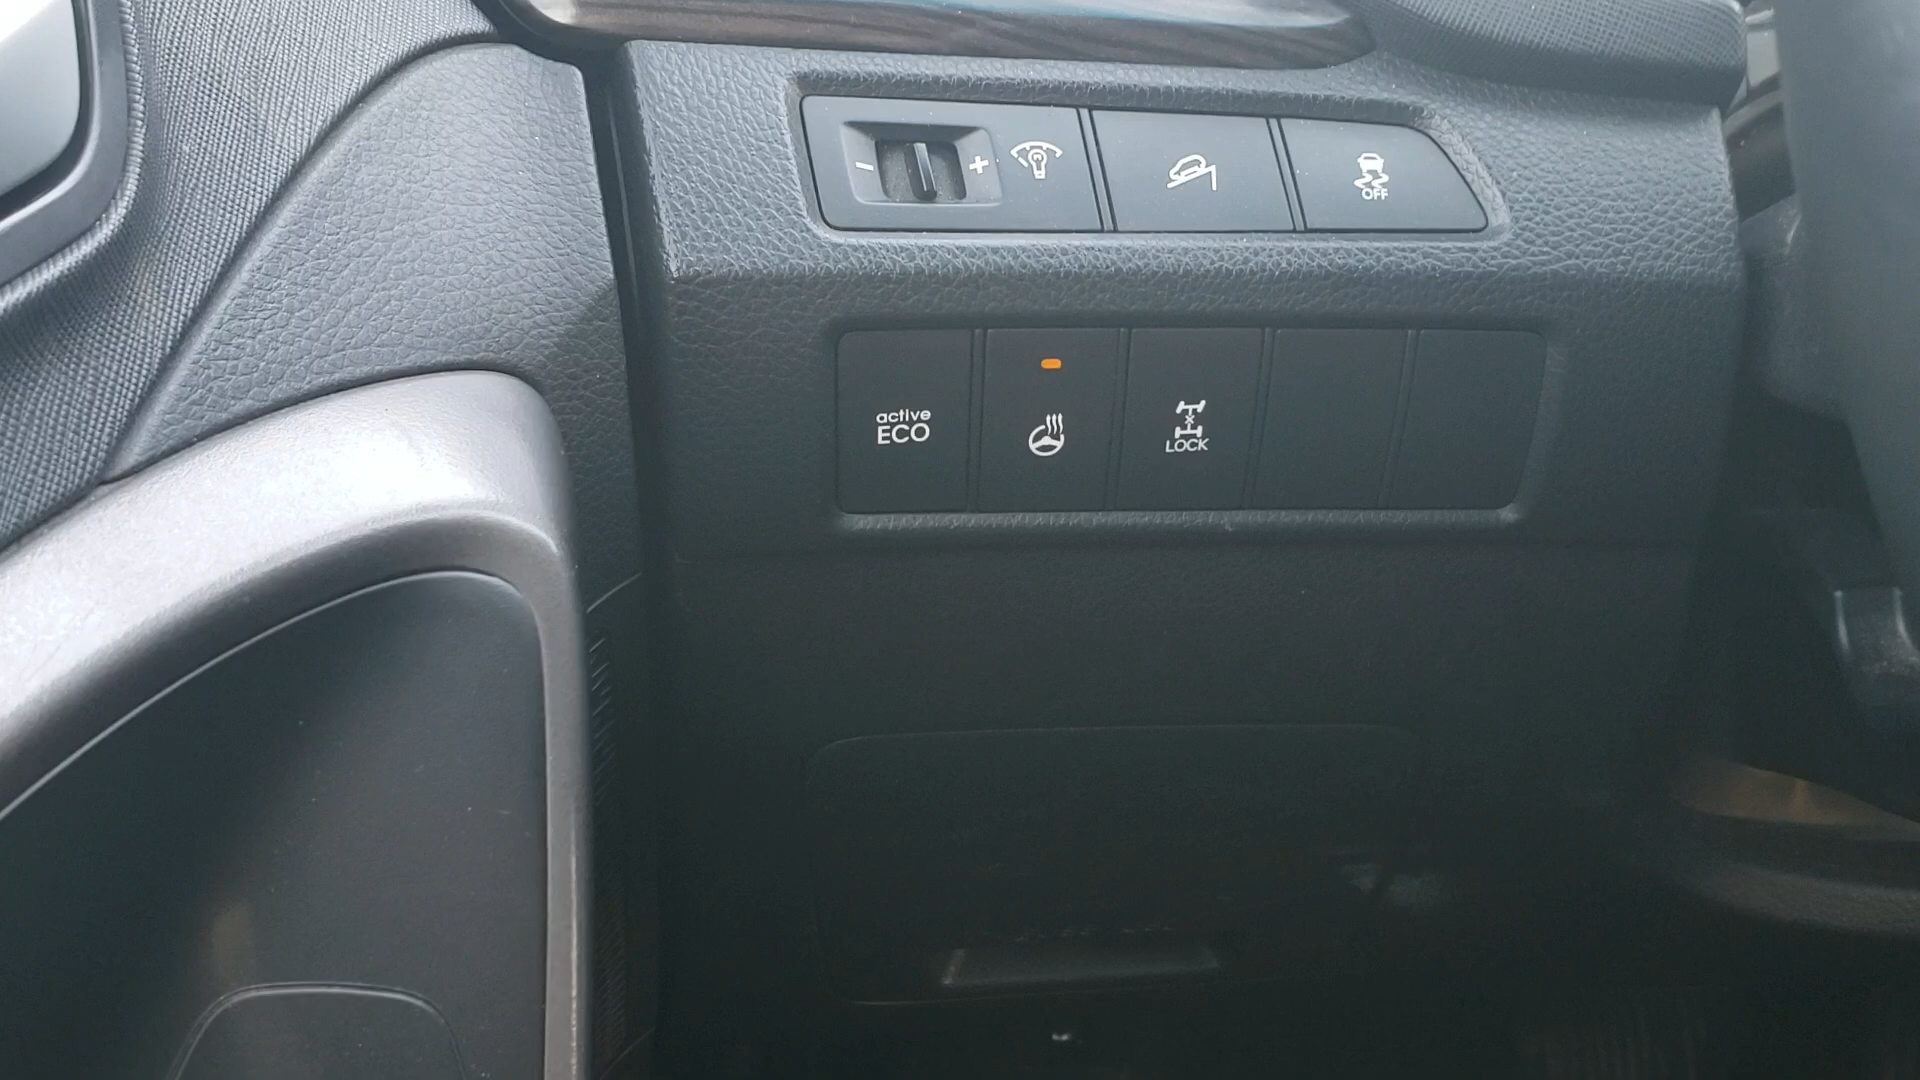 - +
OFF
active
ECO
LOCK